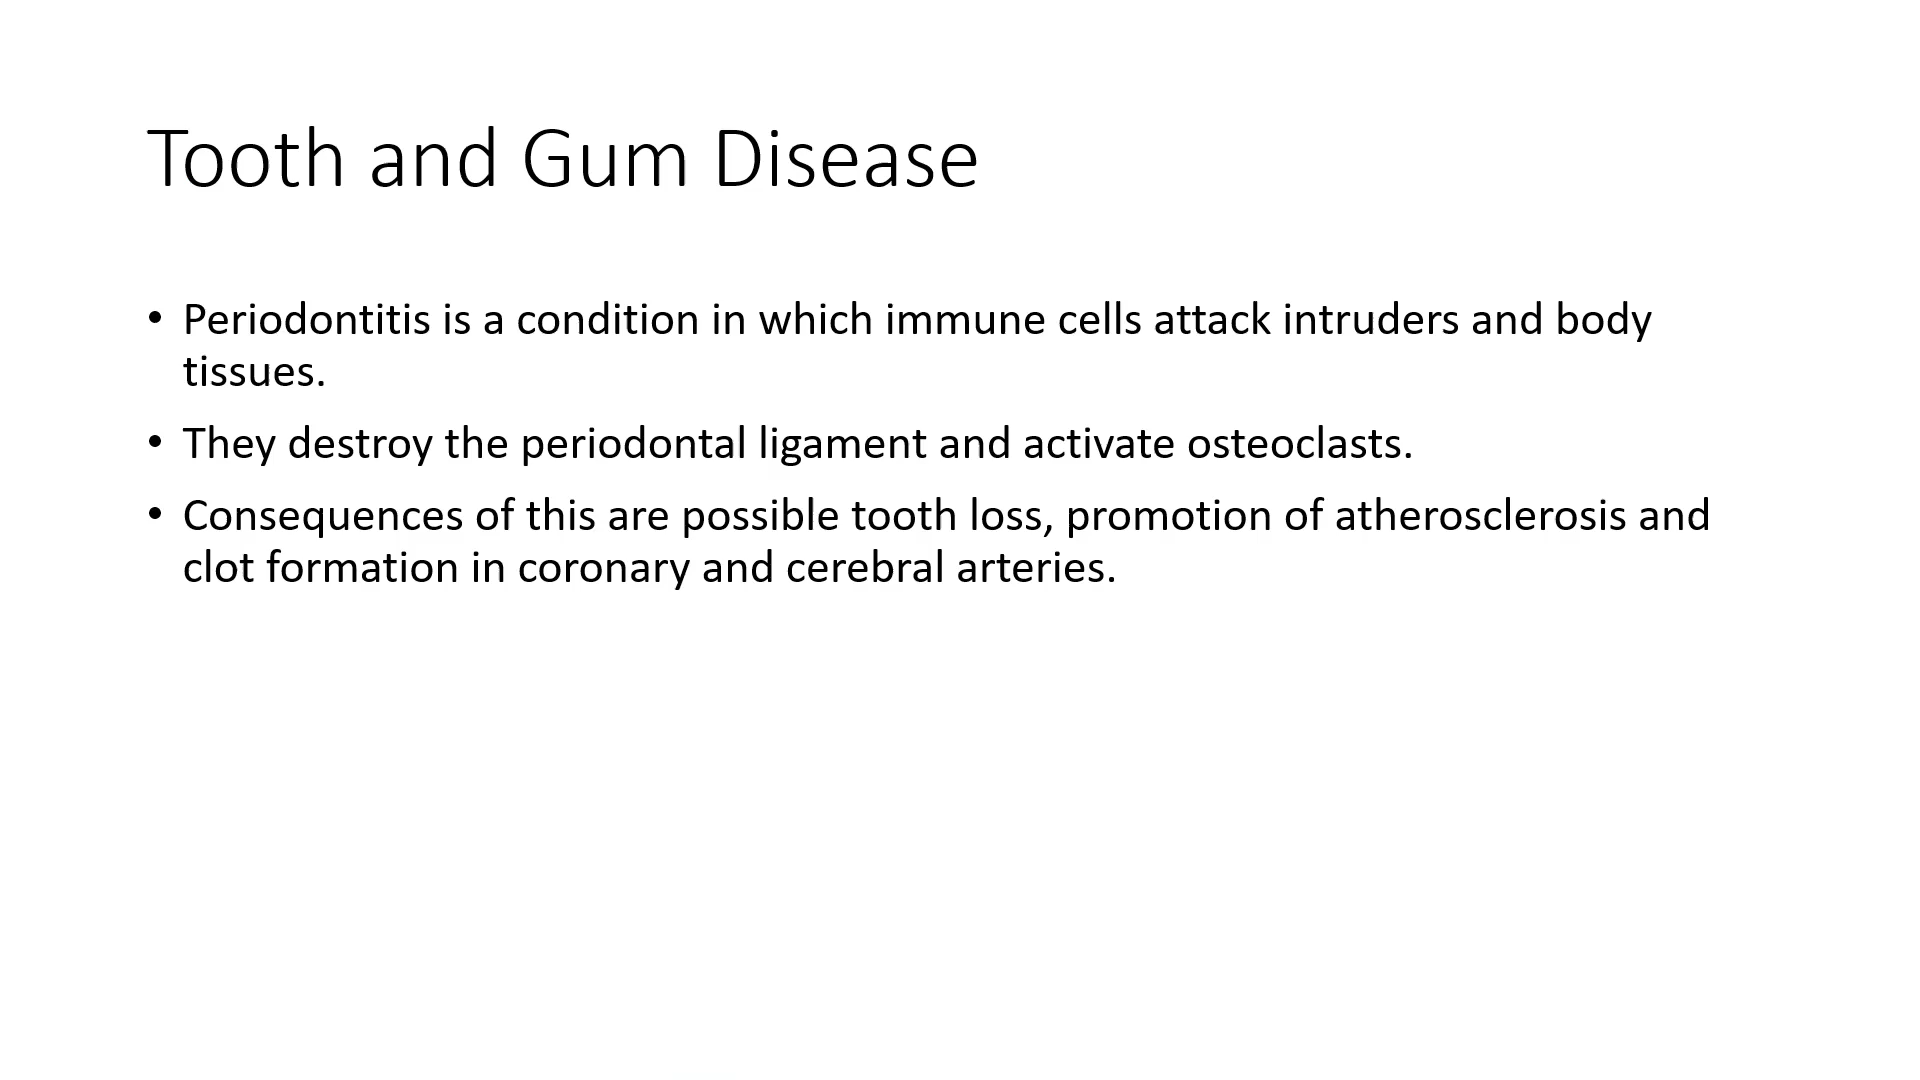 Tooth and Gum Disease
• Periodontitis is a condition in which immune cells attack intruders and body
tissues.
• They destroy the periodontal ligament and activate osteoclasts.
• Consequences of this are possible tooth loss, promotion of atherosclerosis and
clot formation in coronary and cerebral arteries.